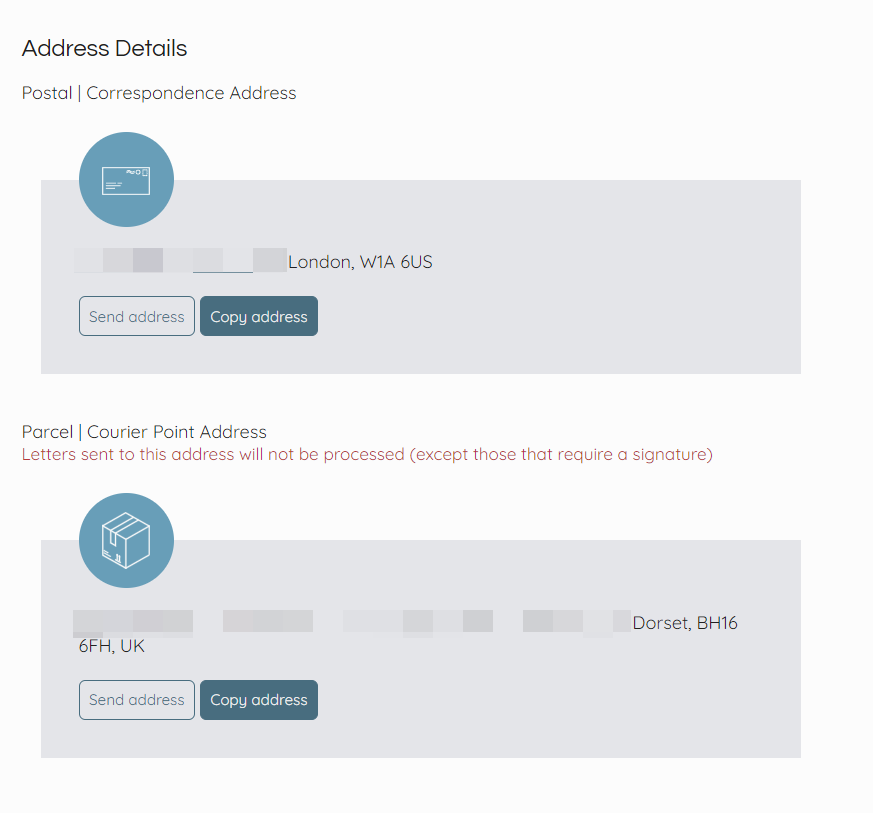 Address Details
Postal | Correspondence Address
London, W1A 6US
Send address Copy address
Parcel | Courier Point Address
Letters sent to this address will not be processed (except those that require a signature)
Dorset, BH16
6FH, UK
Send address Copy address